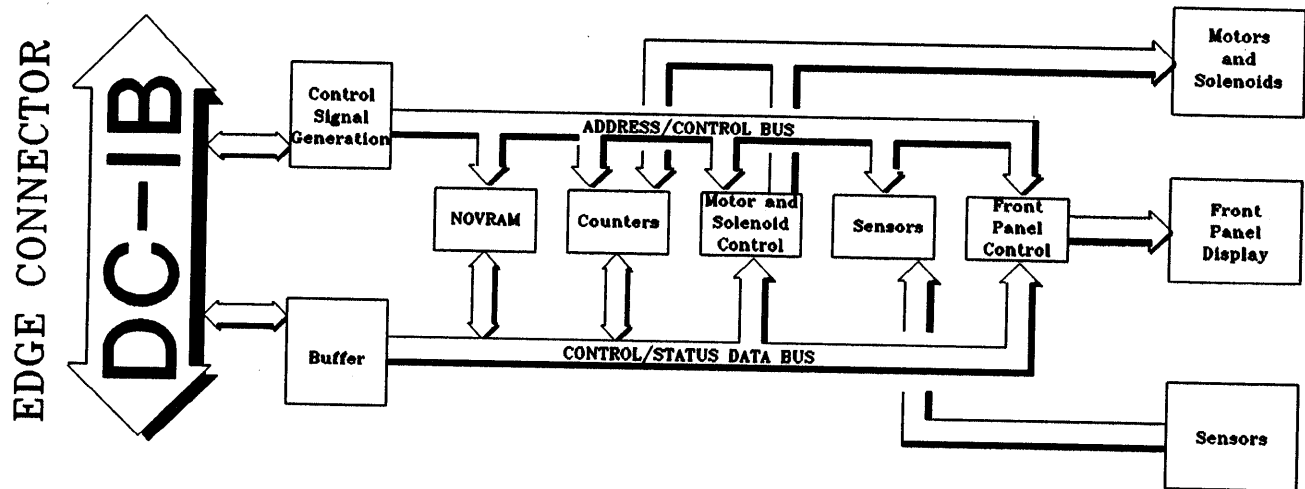 EDGE CONNECTOR
DC-IB
Control
Signal
Generation
ADDRESS/CONTROL BUS
Motors
and
Solenoids
NOVRAM
Counters
Motor and
Solenoid
Control
Sensors
Front
Panel
Control
Front
Panel
Display
Buffer
CONTROL/STATUS DATA BUS
Sensors